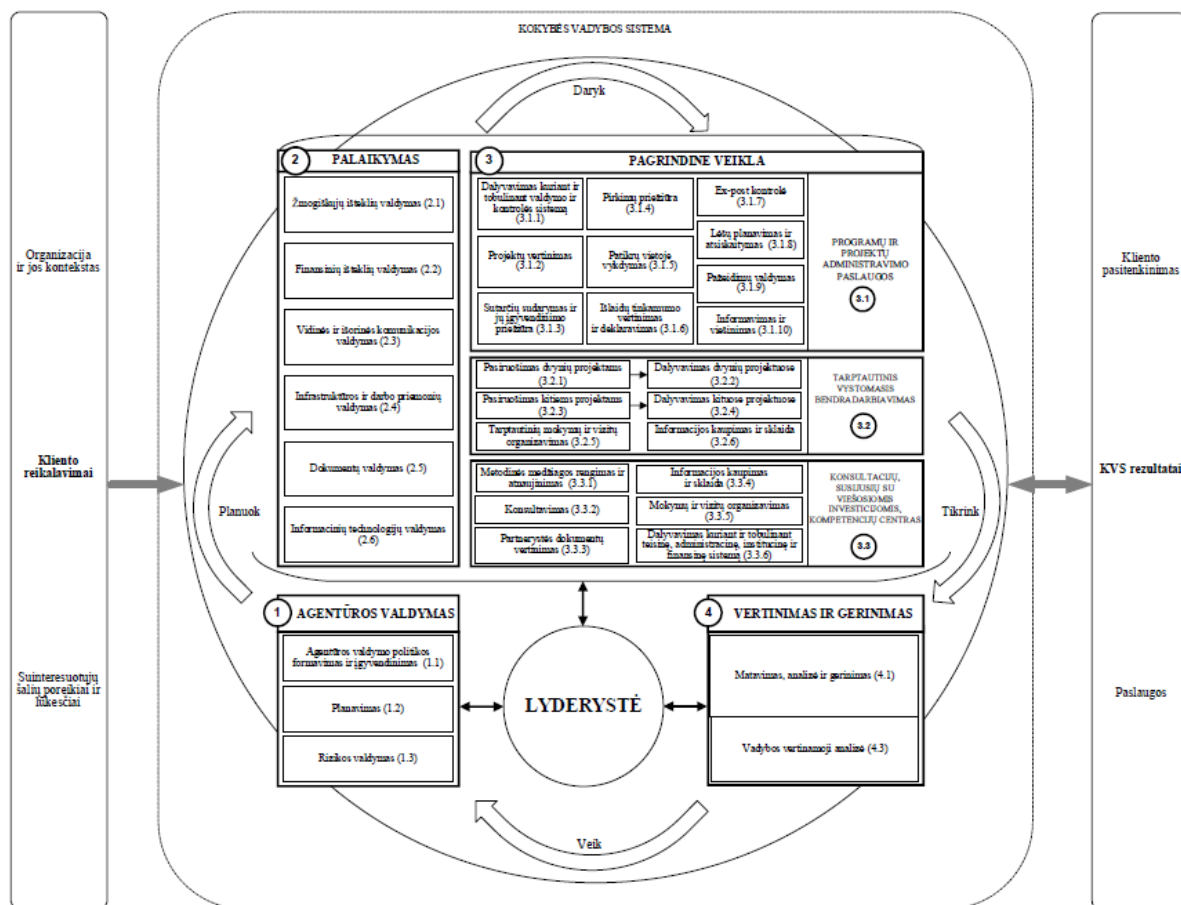 KOKYBĖS VADYBOS SISTEMA
Daryk
Organizacija
ir jos kontekstas
Kliento
reikalavimai
Suinteresuotųjų
šalių poreikiai ir
lūkesčiai
Planuok
2
PALAIKYMAS
Žmogiškųjų išteklių valdymas (2.1)
Finansinių išteklių valdymas (2.2)
Vidinės ir išorinės komunikacijos
valdymas (2.3)
Infrastruktūros ir darbo priemonių
valdymas (2.4)
Dokumentų valdymas (2.5)
Informacinių technologijų valdymas
(2.6)
3
PAGRINDINĖ VEIKLA
Dalyvavimas kuriant ir
tobulinant valdymo ir
kontrolės sistemą
(3.1.1)
Projektų vertinimas
(3.1.2)
Sutarčių sudarymas ir
jų įgyvendinimo
priežiūra (3.1.3)
Pirkimų priežiūra
(3.1.4)
Patikrų vietoje
vykdymas (3.1.5)
Išlaidų tinkamumo
vertinimas
ir deklaravimas (3.1.6)
Ex-post kontrolė
(3.1.7)
Lėšų planavimas ir
atsiskaitymas (3.1.8)
Pažeidimų valdymas
(3.1.9)
Informavimas ir
viešinimas (3.1.10)
PROGRAMŲ IR
PROJEKTŲ
ADMINISTRAVIMO
PASLAUGOS
3.1
Pasiruošimas dvynių projektams
(3.2.1)
Dalyvavimas dvynių projektuose
(3.2.2)
Pasiruošimas kitiems projektams
(3.2.3)
Dalyvavimas kituose projektuose
(3.2.4)
Tarptautinių mokymų ir vizitų
organizavimas (3.2.5)
Informacijos kaupimas ir sklaida
(3.2.6)
TARPTAUTINIS
VYSTOMASIS
BENDRADARBIAVIMAS
3.2
Metodinės medžiagos rengimas ir
atnaujinimas (3.3.1)
Konsultavimas (3.3.2)
Partnerystės dokumentų
vertinimas (3.3.3)
Informacijos kaupimas
ir sklaida (3.3.4)
Mokymų ir vizitų organizavimas
(3.3.5)
Dalyvavimas kuriant ir tobulinant
teisinę, administracinę, institucinę ir
finansinę sistemą (3.3.6)
KONSULTACIJŲ,
SUSIJUSIŲ SU
VIEŠOSIOMIS
INVESTICIJOMIS,
KOMPETENCIJŲ CENTRAS
3.3
Tikrink
1
AGENTŪROS VALDYMAS
Agentūros valdymo politikos
formavimas ir įgyvendinimas (1.1)
Planavimas (1.2)
Rizikos valdymas (1.3)
LYDERYSTĖ
4
VERTINIMAS IR GERINIMAS
Matavimas, analizė ir gerinimas (4.1)
Vadybos vertinamoji analizė (4.3)
Veik
Kliento
pasitenkinimas
KVS rezultatai
Paslaugos